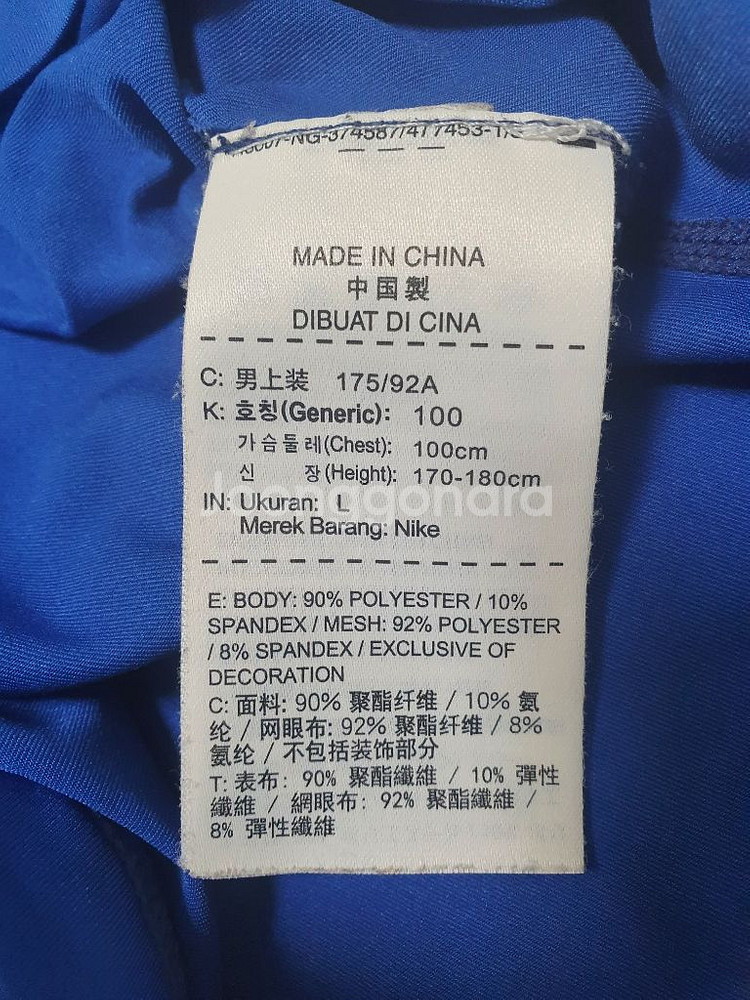 -NG-374587/477453-1/
MADE IN CHINA
中国製
DIBUAT DI CINA
C: 男上装 175/92A
K: 호칭(Generic): 100
가슴둘레(Chest): 100cm
신 장(Height): 170-180cm
IN: Ukuran: L
Joonggonara
Merek Barang: Nike
E: BODY: 90% POLYESTER / 10%
SPANDEX / MESH: 92% POLYESTER
/ 8% SPANDEX / EXCLUSIVE OF
DECORATION
C: 面料: 90% 聚酯纤维 / 10% 氨
纶 / 网眼布: 92% 聚酯纤维 / 8%
氨纶 / 不包括装饰部分
T: 表布: 90% 聚酯纖維 / 10% 彈性
纖維 / 網眼布: 92% 聚酯纖維 /
8% 彈性纖維